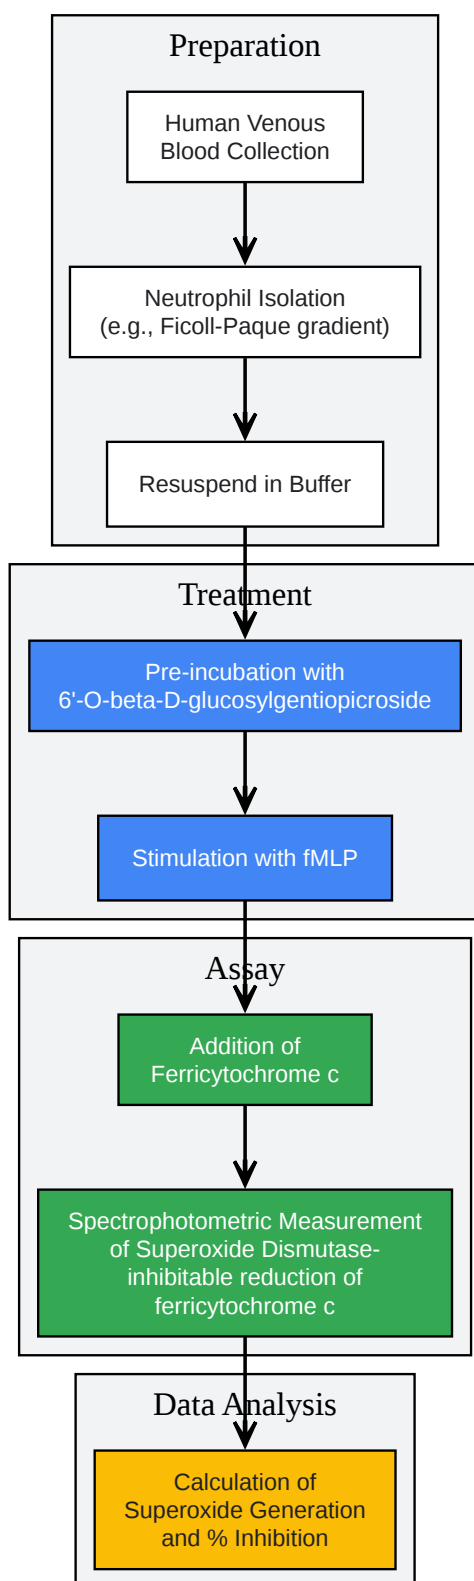 Preparation
Human Venous
Blood Collection
Neutrophil Isolation
(e.g., Ficoll-Paque gradient)
Resuspend in Buffer
Treatment
Pre-incubation with
6'-O-beta-D-glucosylgentiopicroside
Stimulation with fMLP
Assay
Addition of
Ferricytochrome c
Spectrophotometric Measurement
of Superoxide Dismutase-
inhibitable reduction of
ferricytochrome c
Data Analysis
Calculation of
Superoxide Generation
and % Inhibition